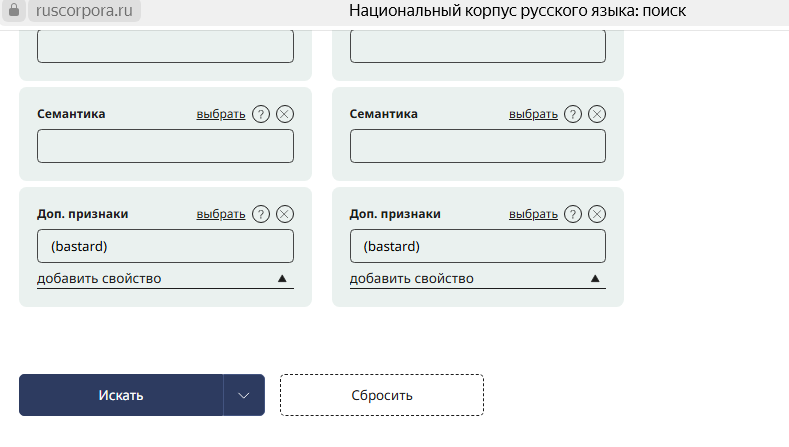 ruscorpora.ru Национальный корпус русского языка: поиск
Семантика выбрать ? Семантика выбрать ?
Доп. признаки выбрать ? Доп. признаки выбрать ?
(bastard) (bastard)
добавить свойство добавить свойство
Искать Сбросить